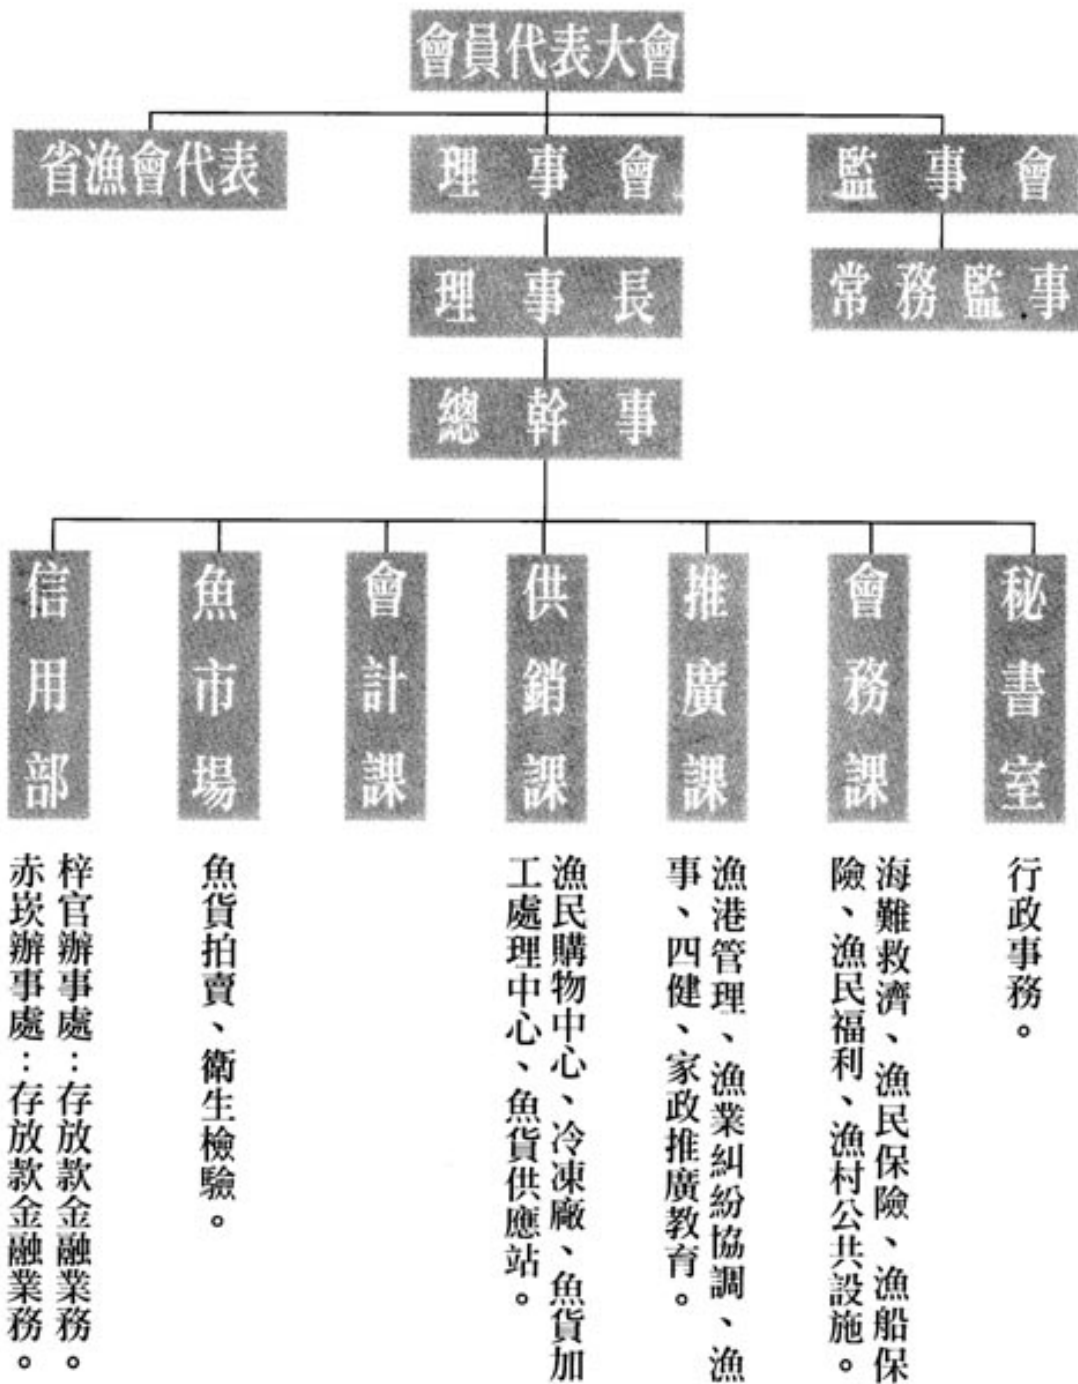 會員代表大會
省漁會代表
理事會
監事會
理事長
常務監事
總幹事
秘書室
會務課
推廣課
供銷課
會計課
魚市場
信用部
行政事務。
海難救濟、漁民保險、漁船保
險、漁民福利、漁村公共設施。
漁港管理、漁業糾紛協調、漁
事、四健、家政推廣教育。
漁民購物中心、冷凍廠、魚貨加
工處理中心、魚貨供應站。
魚貨拍賣、衛生檢驗。
梓官辦事處：存放款金融業務。
赤崁辦事處：存放款金融業務。